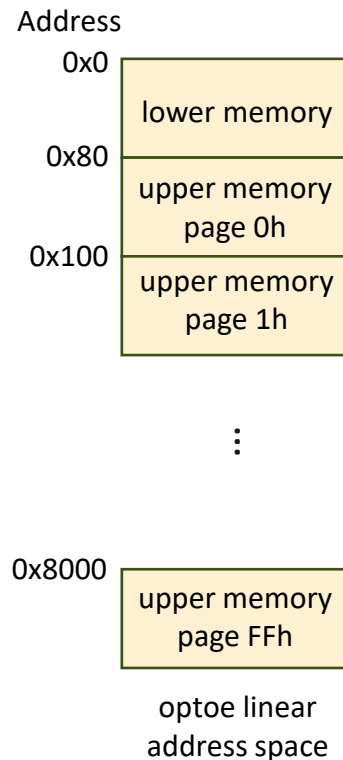 Address
0x0
lower memory
0x80
upper memory
page 0h
0x100
upper memory
page 1h
⋮
0x8000
upper memory
page FFh
optoe linear
address space